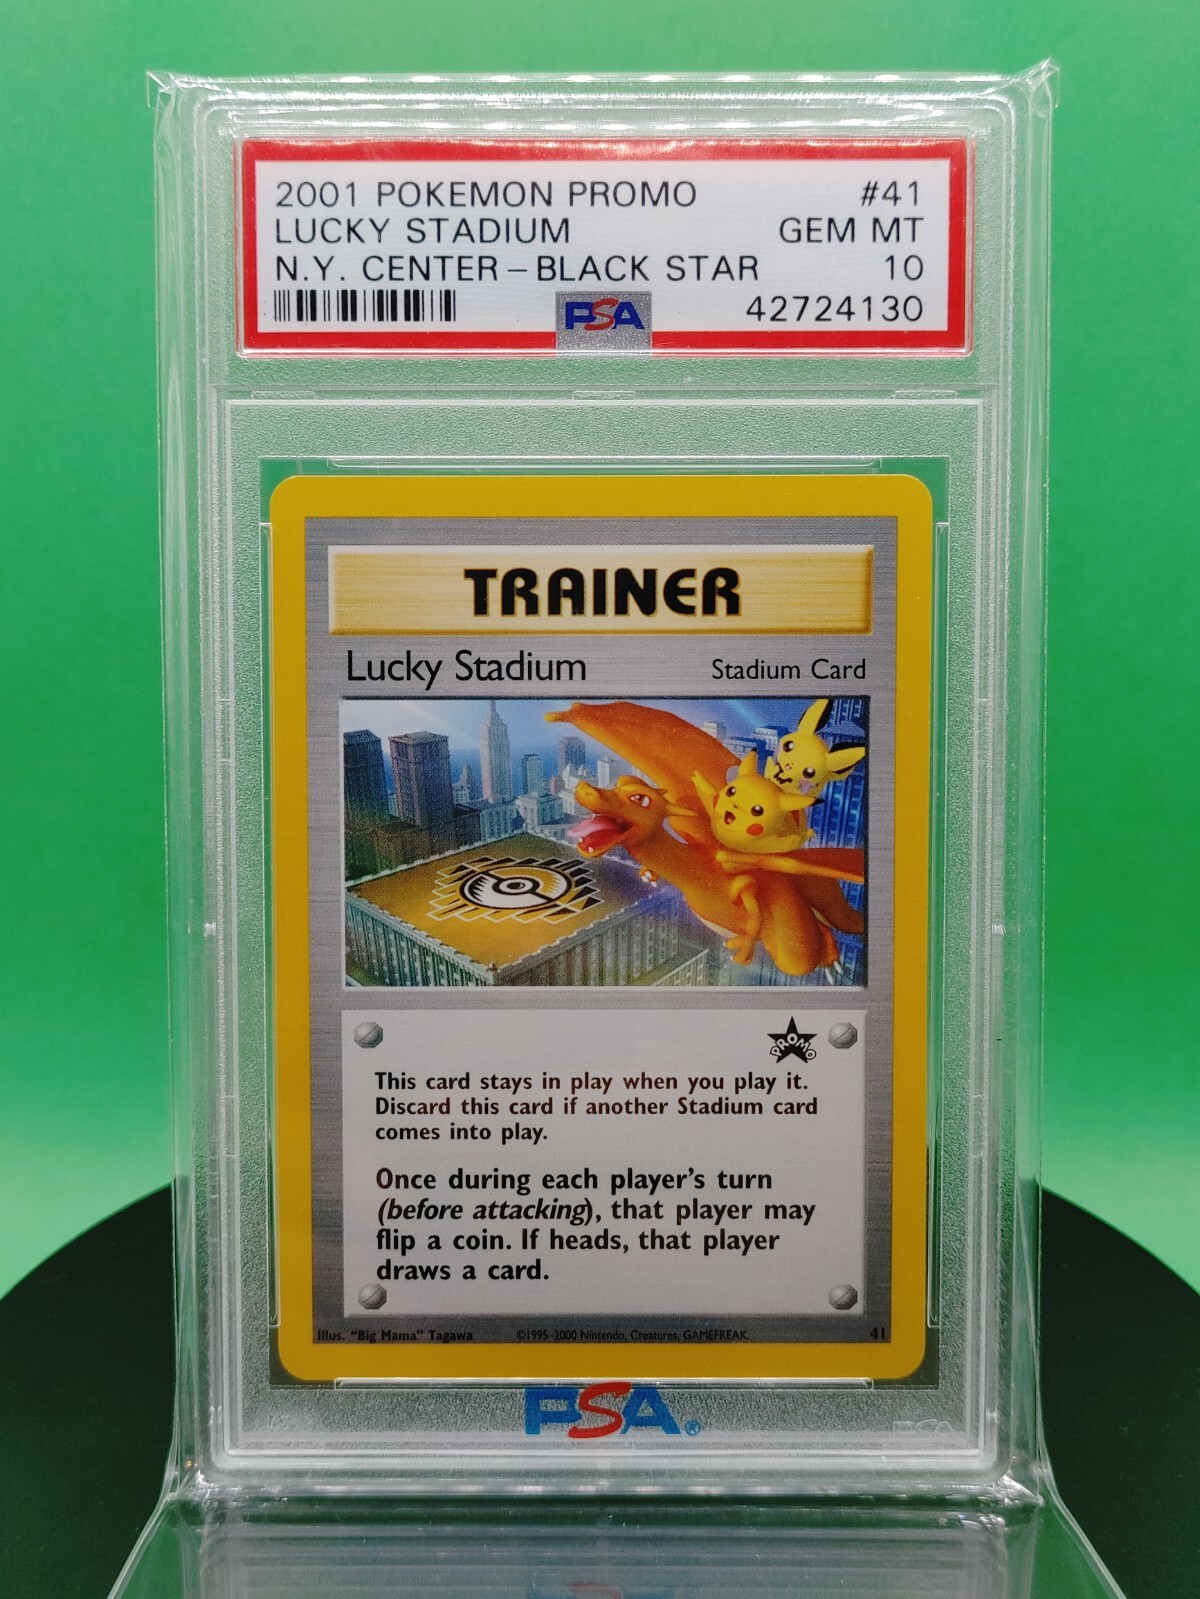 2001 POKEMON PROMO #41
LUCKY STADIUM GEM MT
N.Y. CENTER–BLACK STAR 10
PSA 42724130
TRAINER
Lucky Stadium Stadium Card
PROMO
This card stays in play when you play it.
Discard this card if another Stadium card
comes into play.
Once during each player's turn
(before attacking), that player may
flip a coin. If heads, that player
draws a card.
Illus. "Big Mama" Tagawa ©1995–2000 Nintendo, Creatures, GAMEFREAK. 41
PSA®
PSA